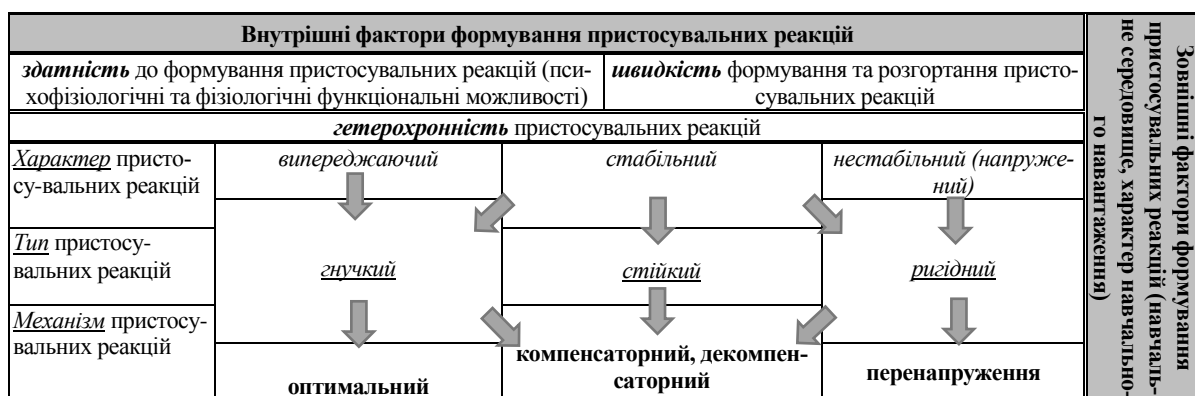 Внутрішні фактори формування пристосувальних реакцій
здатність до формування пристосувальних реакцій (пси-
хофізіологічні та фізіологічні функціональні можливості)
швидкість формування та розгортання присто-
сувальних реакцій
гетерохронність пристосувальних реакцій
Характер присто-
су-вальних реакцій
випереджаючий
стабільний
нестабільний (напруже-
ний)
Тип пристосу-
вальних реакцій
гнучкий
стійкий
ригідний
Механізм пристосу-
вальних реакцій
оптимальний
компенсаторний, декомпен-
саторний
перенапруження
Зовнішні фактори формування
пристосувальних реакцій (навчаль-
не середовище, характер навчально-
го навантаження)